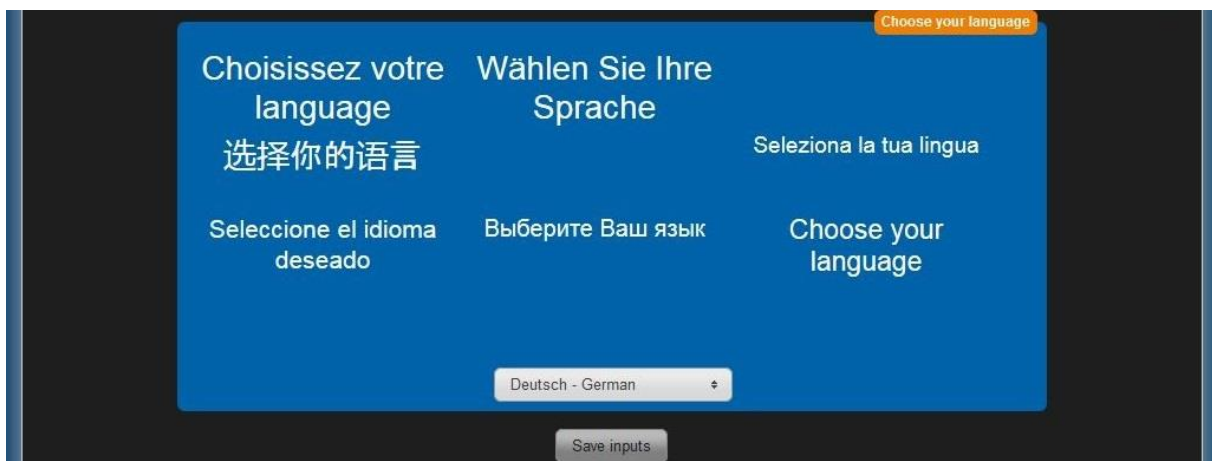 Choose your language
Choisissez votre
language
选择你的语言
Wählen Sie Ihre
Sprache
Seleziona la tua lingua
Seleccione el idioma
deseado
Выберите Ваш язык
Choose your
language
Deutsch - German
Save inputs